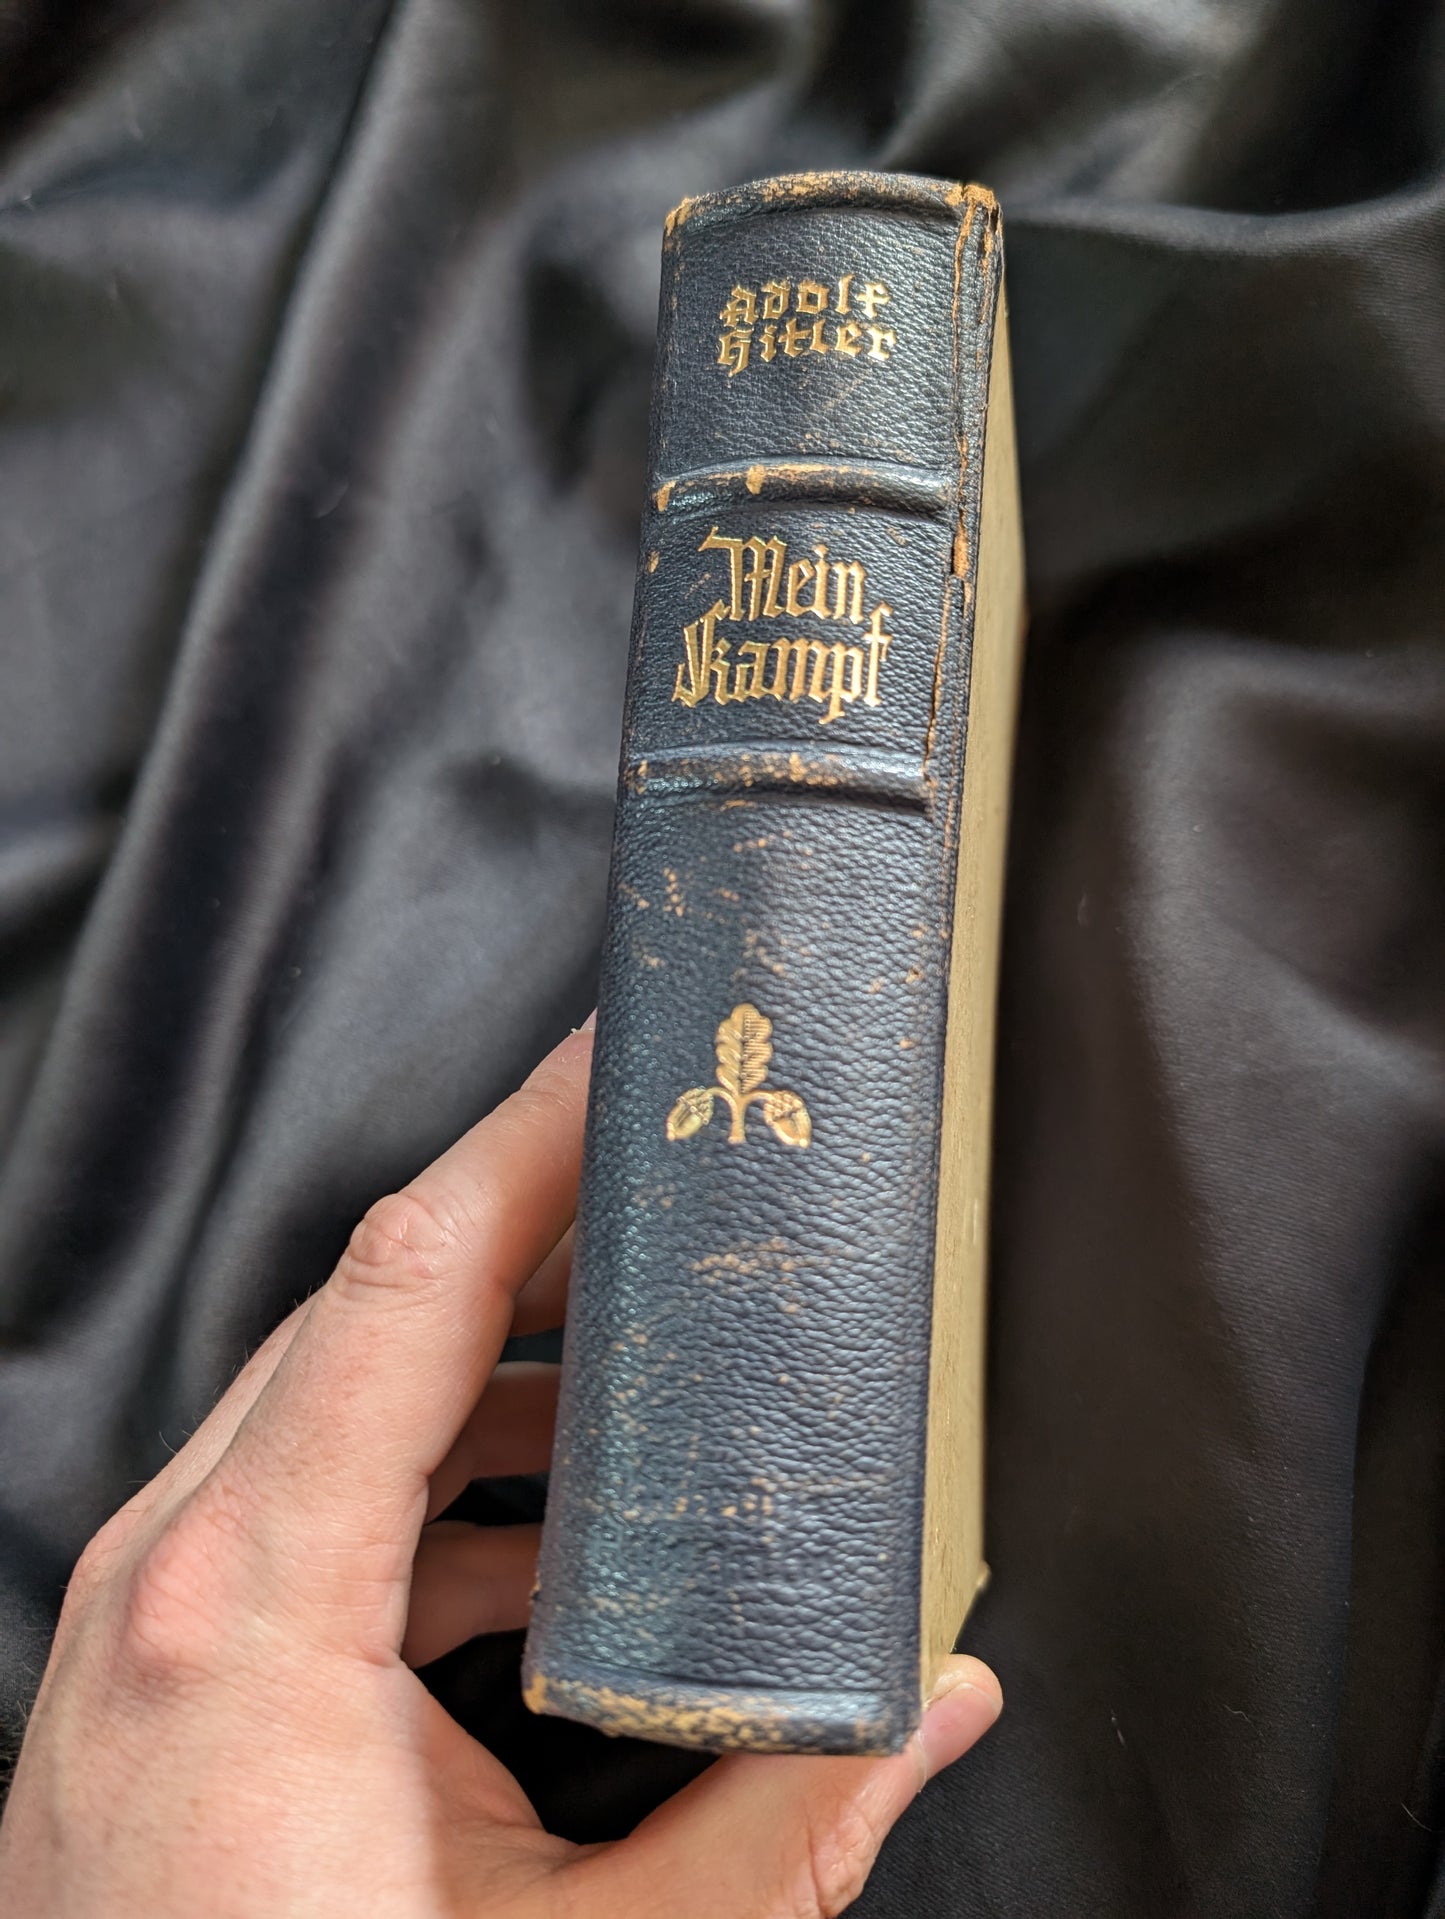 Adolf
Hitler
Mein
Kampf